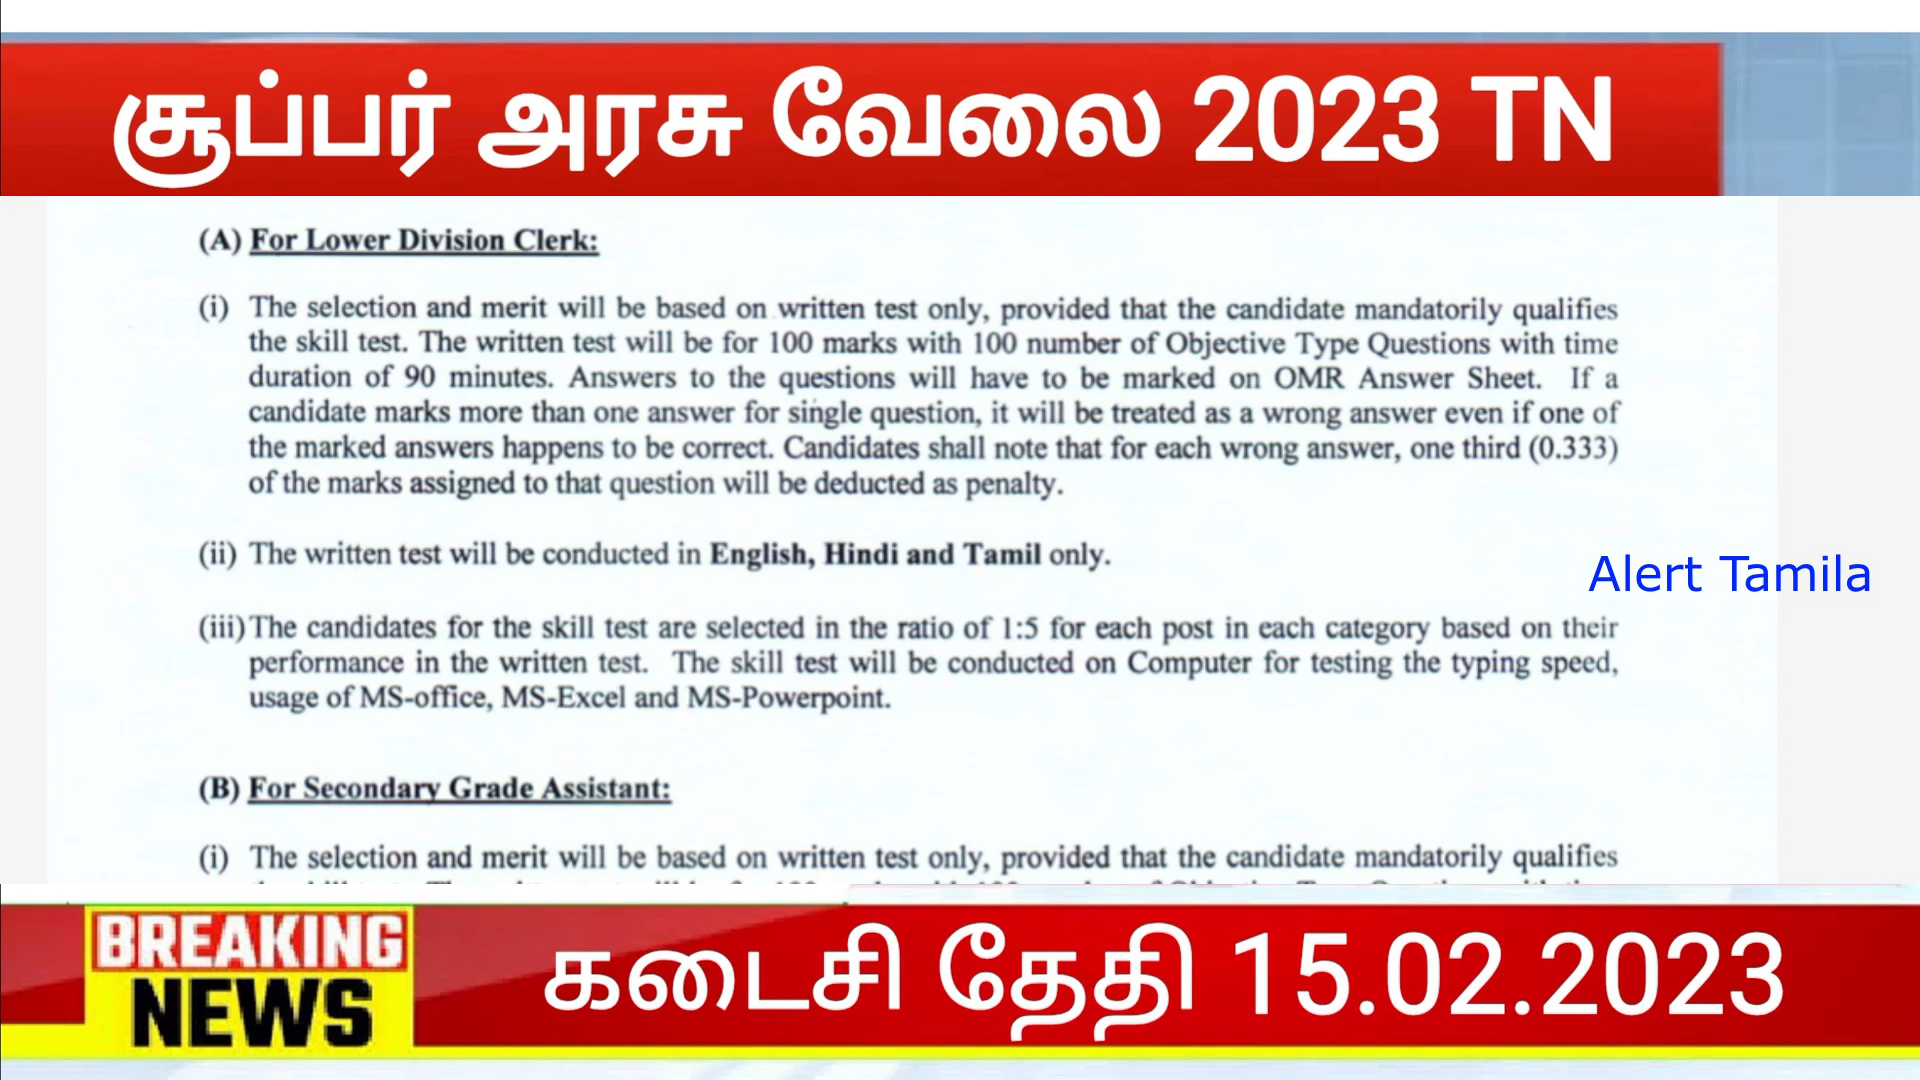 சூப்பர் அரசு வேலை 2023 TN
(A) For Lower Division Clerk:
(i) The selection and merit will be based on written test only, provided that the candidate mandatorily qualifies
the skill test. The written test will be for 100 marks with 100 number of Objective Type Questions with time
duration of 90 minutes. Answers to the questions will have to be marked on OMR Answer Sheet. If a
candidate marks more than one answer for single question, it will be treated as a wrong answer even if one of
the marked answers happens to be correct. Candidates shall note that for each wrong answer, one third (0.333)
of the marks assigned to that question will be deducted as penalty.
(ii) The written test will be conducted in English, Hindi and Tamil only.
Alert Tamila
(iii) The candidates for the skill test are selected in the ratio of 1:5 for each post in each category based on their
performance in the written test. The skill test will be conducted on Computer for testing the typing speed,
usage of MS-office, MS-Excel and MS-Powerpoint.
(B) For Secondary Grade Assistant:
(i) The selection and merit will be based on written test only, provided that the candidate mandatorily qualifies
BREAKING
NEWS
கடைசி தேதி 15.02.2023